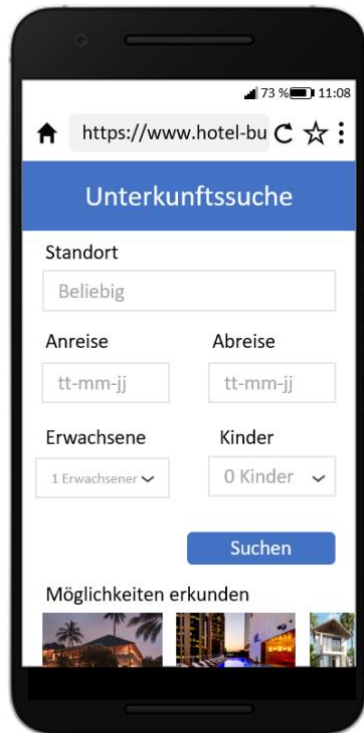 73 % 11:08
https://www.hotel-bu
Unterkunftssuche
Standort
Beliebig
Anreise Abreise
tt-mm-jj tt-mm-jj
Erwachsene Kinder
1 Erwachsener 0 Kinder
Suchen
Möglichkeiten erkunden